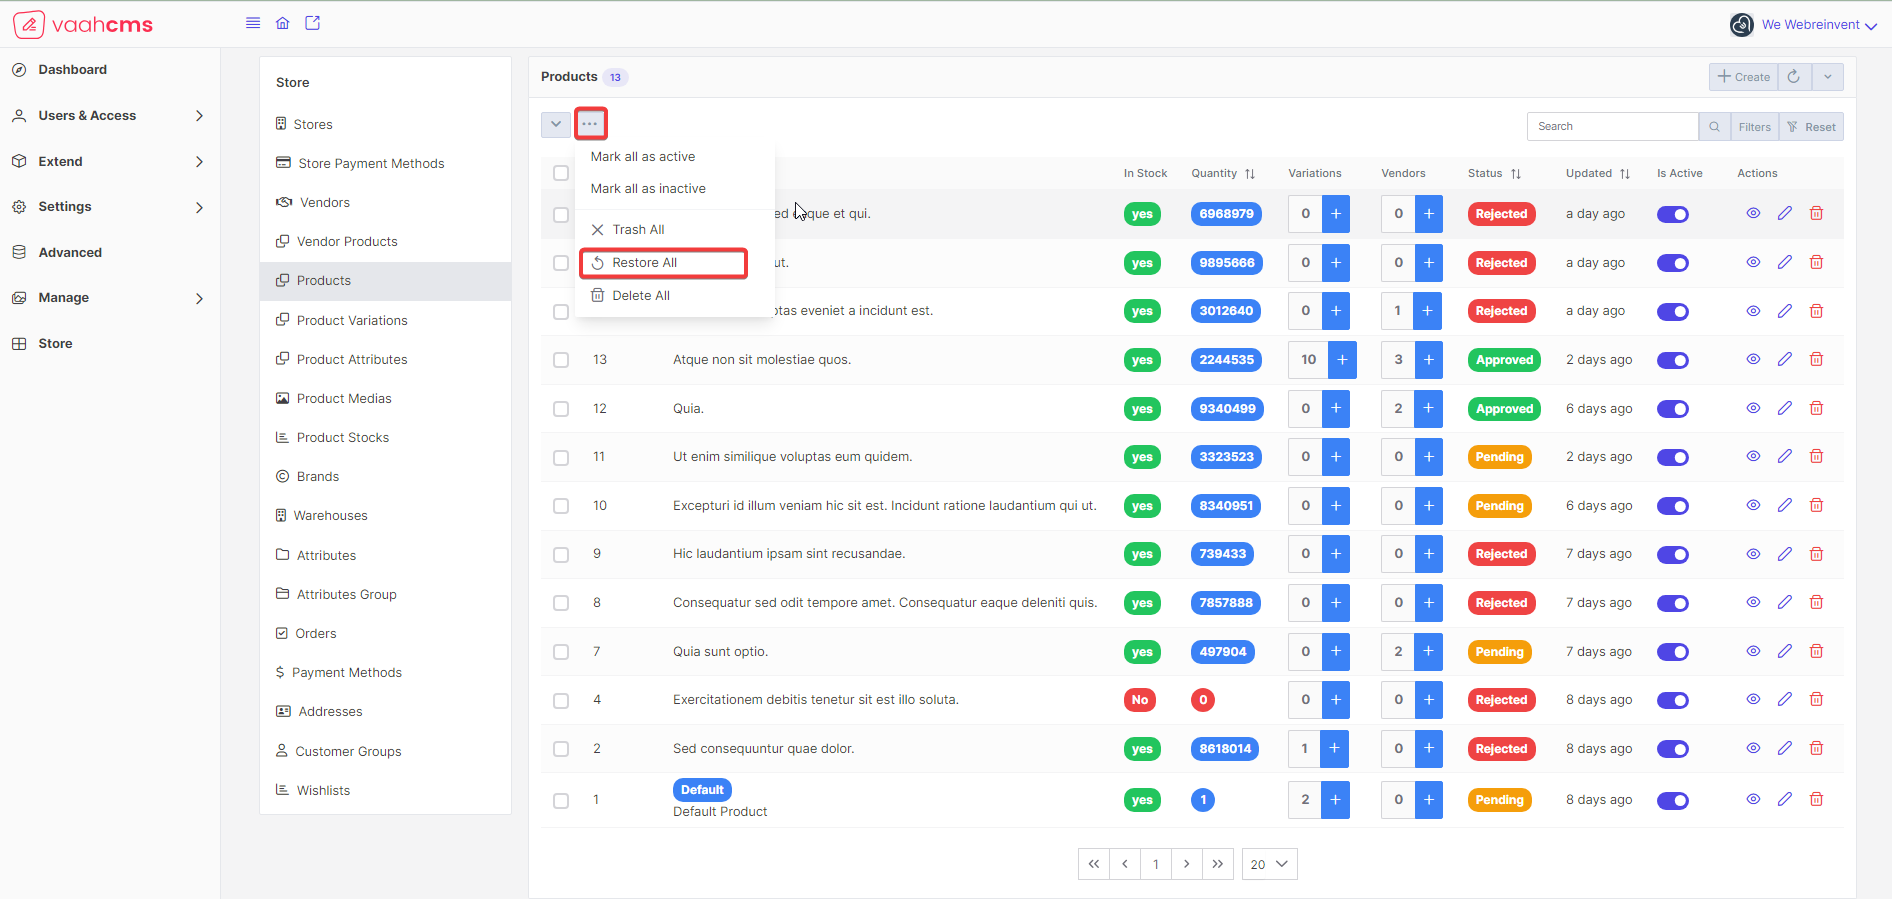 vaahcms
We Webreinvent
Dashboard
Users & Access
Extend
Settings
Advanced
Manage
Store
Store
Stores
Store Payment Methods
Vendors
Vendor Products
Products
Product Variations
Product Attributes
Product Medias
Product Stocks
Brands
Warehouses
Attributes
Attributes Group
Orders
$ Payment Methods
Addresses
Customer Groups
Wishlists
Products 13
+ Create
Search
Filters
Reset
Mark all as active
Mark all as inactive
Trash All
Restore All
Delete All
In Stock Quantity Variations Vendors Status Updated Is Active Actions
et qui. yes 6968979 0 + 0 + Rejected a day ago
ut. yes 9895666 0 + 0 + Rejected a day ago
eveniet a incidunt est. yes 3012640 0 + 1 + Rejected a day ago
13 Atque non sit molestiae quos. yes 2244535 10 + 3 + Approved 2 days ago
12 Quia. yes 9340499 0 + 2 + Approved 6 days ago
11 Ut enim similique voluptas eum quidem. yes 3323523 0 + 0 + Pending 2 days ago
10 Excepturi id illum veniam hic sit est. Incidunt ratione laudantium qui ut. yes 8340951 0 + 0 + Pending 6 days ago
9 Hic laudantium ipsam sint recusandae. yes 739433 0 + 0 + Rejected 7 days ago
8 Consequatur sed odit tempore amet. Consequatur eaque deleniti quis. yes 7857888 0 + 0 + Rejected 7 days ago
7 Quia sunt optio. yes 497904 0 + 2 + Pending 7 days ago
4 Exercitationem debitis tenetur sit est illo soluta. No 0 0 + 0 + Rejected 8 days ago
2 Sed consequuntur quae dolor. yes 8618014 1 + 0 + Rejected 8 days ago
Default
1 Default Product yes 1 2 + 0 + Pending 8 days ago
1
20